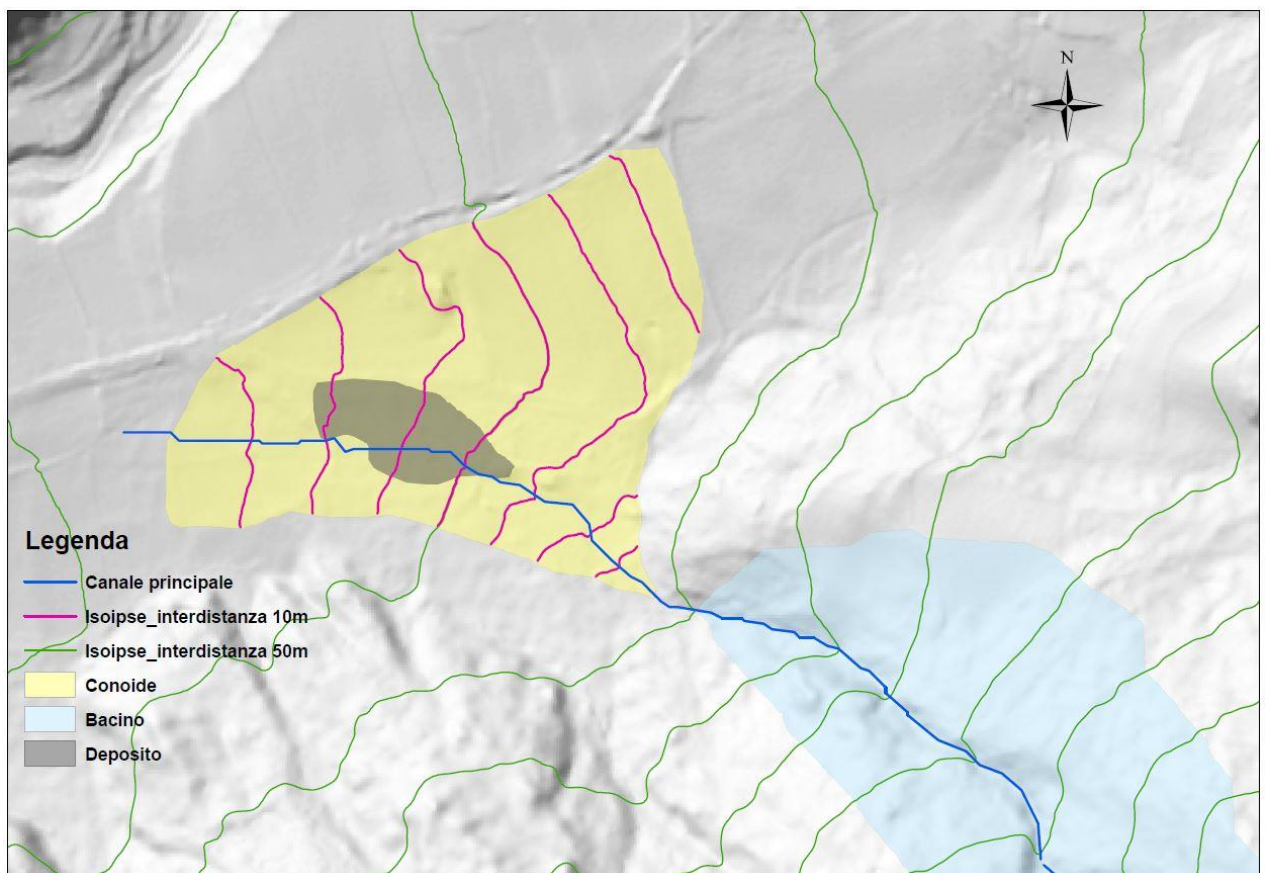 N
Legenda
Canale principale
Isoipse_interdistanza 10m
Isoipse_interdistanza 50m
Conoide
Bacino
Deposito